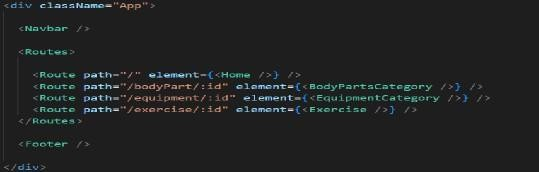 <div className="App">
<Navbar />
<Routes>
<Route path="/" element={<Home />} />
<Route path="/bodyPart/:id" element={<BodyPartsCategory />} />
<Route path="/equipment/:id" element={<EquipmentCategory />} />
<Route path="/exercise/:id" element={<Exercise />} />
</Routes>
<Footer />
</div>